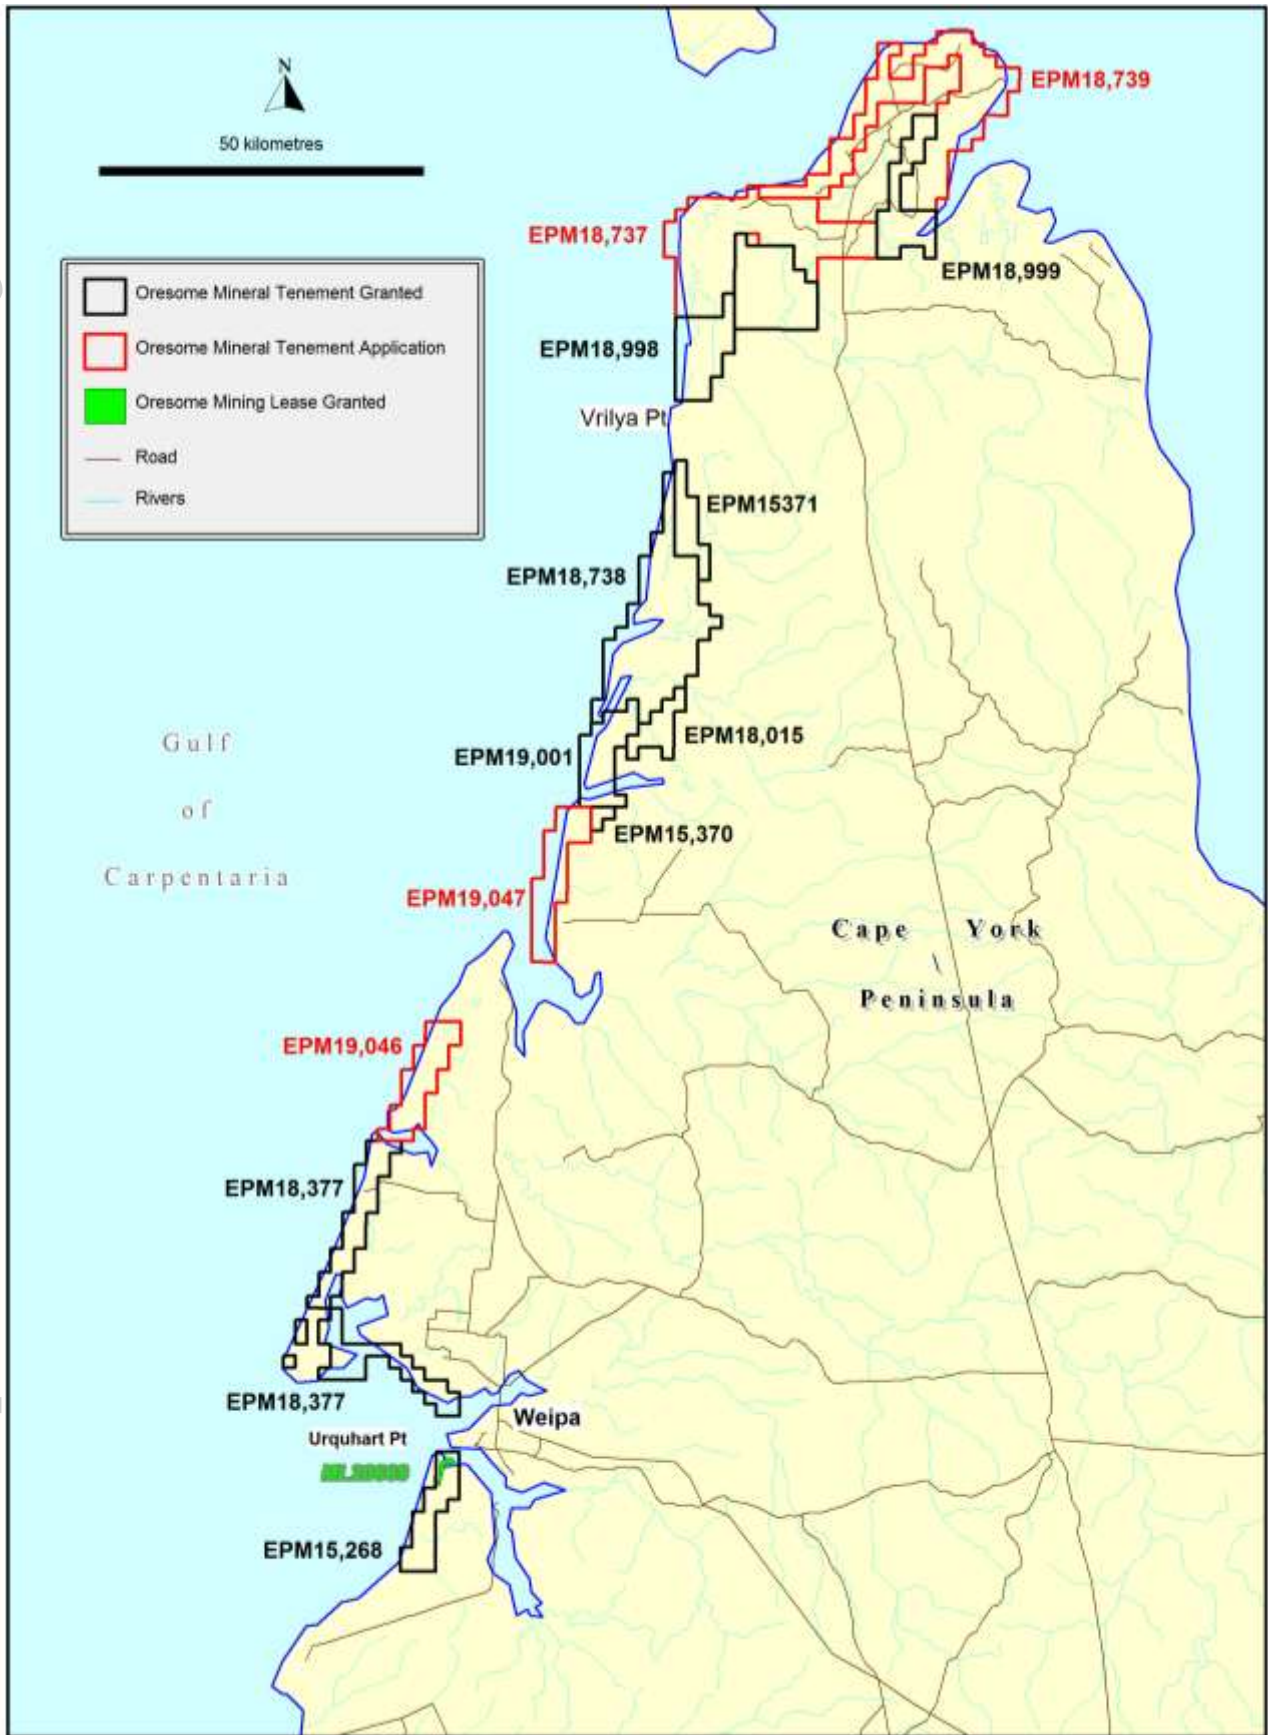 N
50 kilometres
EPM18,739
EPM18,737
EPM18,999
Oresome Mineral Tenement Granted
Oresome Mineral Tenement Application
Oresome Mining Lease Granted
Road
Rivers
EPM18,998
Vrilya Pt
EPM15371
EPM18,738
Gulf
of
Carpentaria
EPM18,015
EPM19,001
EPM15,370
EPM19,047
Cape York
Peninsula
EPM19,046
EPM18,377
EPM18,377
Weipa
Urquhart Pt
EPM15,268